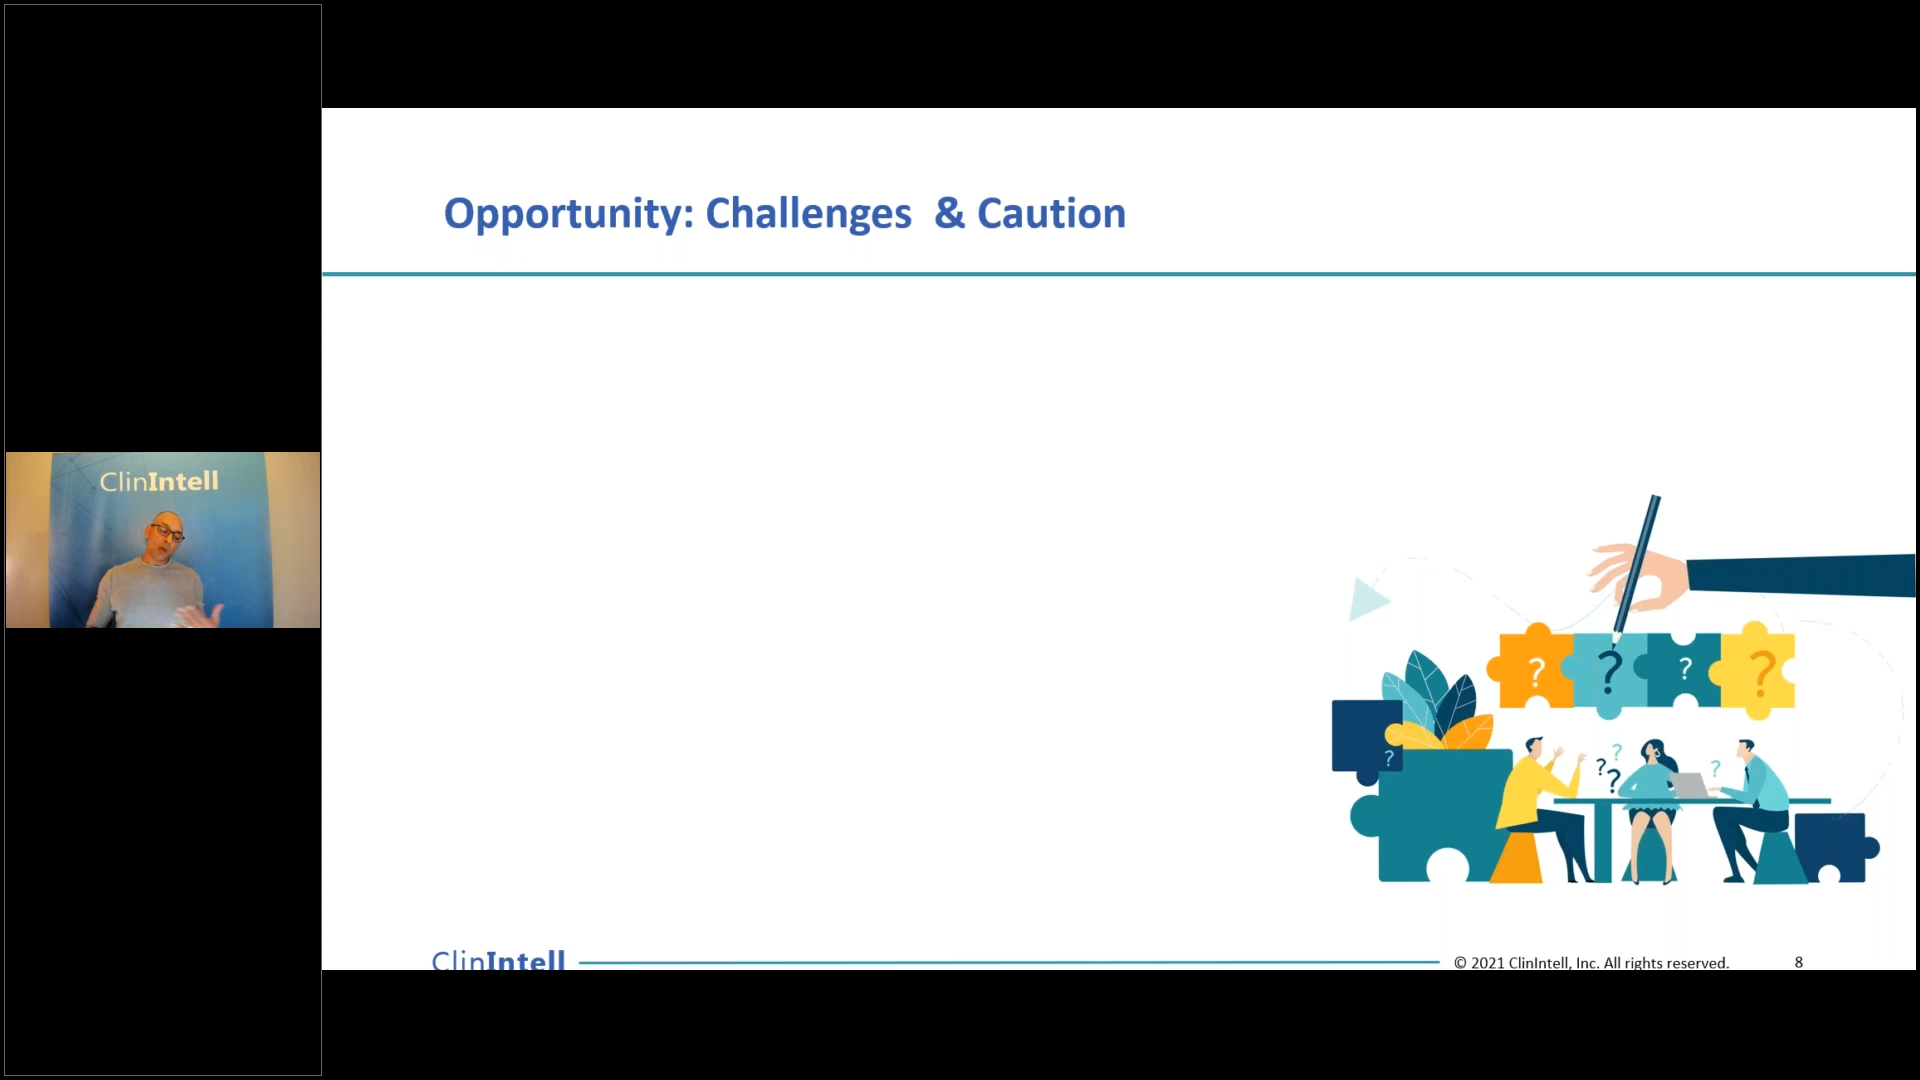 Opportunity: Challenges & Caution
ClinIntell
? ? ? ?
?
? ? ? ?
ClinIntell
© 2021 ClinIntell, Inc. All rights reserved.
8